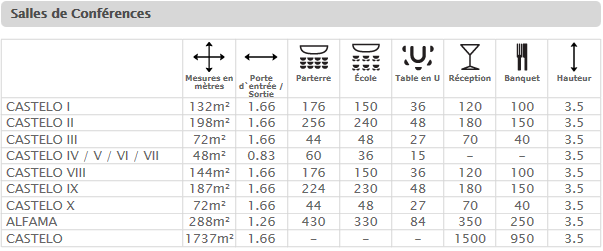 Salles de Conférences
Mesures en mètres Porte d`entrée / Sortie Parterre École Table en U Réception Banquet Hauteur
CASTELO I 132m² 1.66 176 150 36 120 100 3.5
CASTELO II 198m² 1.66 256 240 48 180 150 3.5
CASTELO III 72m² 1.66 44 48 27 70 40 3.5
CASTELO IV / V / VI / VII 48m² 0.83 60 36 15 – – 3.5
CASTELO VIII 144m² 1.66 176 150 36 120 100 3.5
CASTELO IX 187m² 1.66 224 230 48 180 150 3.5
CASTELO X 72m² 1.66 44 48 27 70 40 3.5
ALFAMA 288m² 1.26 430 330 84 350 250 3.5
CASTELO 1737m² 1.66 – – – 1500 950 3.5